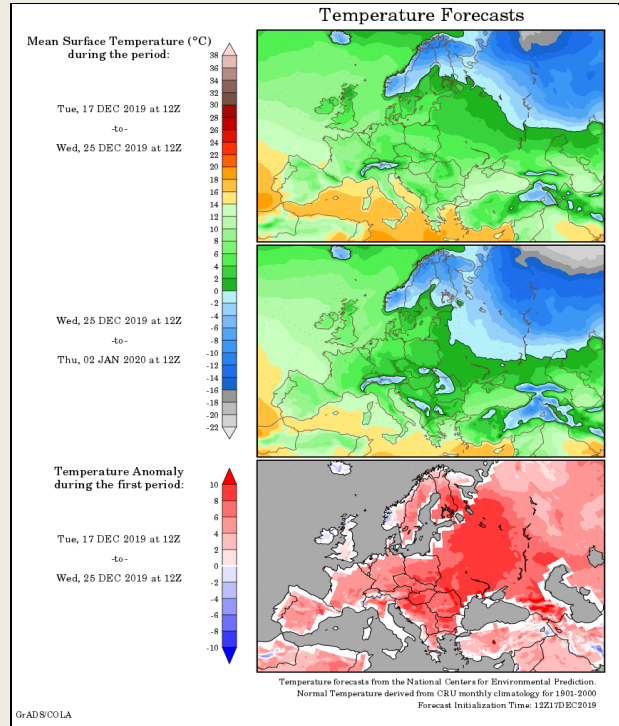 Temperature Forecasts
Mean Surface Temperature (°C)
during the period:
Tue, 17 DEC 2019 at 12Z
-to-
Wed, 25 DEC 2019 at 12Z
38
36
34
32
30
28
26
24
22
20
18
16
14
12
10
8
6
4
2
0
-2
-4
-6
-8
-10
-12
-14
-16
-18
-20
-22
Wed, 25 DEC 2019 at 12Z
-to-
Thu, 02 JAN 2020 at 12Z
Temperature Anomaly
during the first period:
Tue, 17 DEC 2019 at 12Z
-to-
Wed, 25 DEC 2019 at 12Z
10
8
6
4
2
0
-2
-4
-6
-8
-10
Temperature forecasts from the National Centers for Environmental Prediction.
Normal Temperature derived from CRU monthly climatology for 1901-2000
Forecast Initialization Time: 12Z17DEC2019
GrADS/COLA